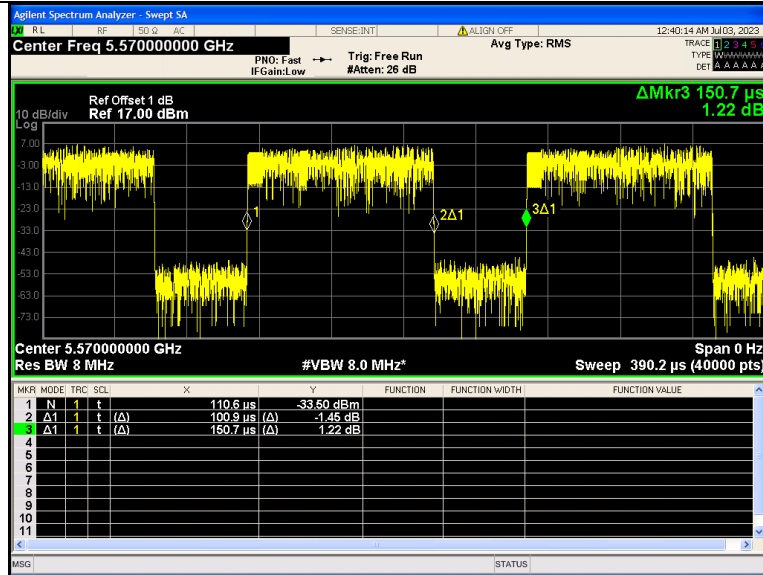 Agilent Spectrum Analyzer - Swept SA
LXI RL RF 50 Ω AC SENSE:INT ALIGN OFF 12:40:14 AM Jul 03, 2023
Center Freq 5.570000000 GHz Avg Type: RMS TRACE 1 2 3 4 5
PNO: Fast Trig: Free Run TYPE
IFGain:Low #Atten: 26 dB DET A A A A A
ΔMkr3 150.7 µs
Ref Offset 1 dB
10 dB/div Ref 17.00 dBm 1.22 dB
Log
7.00
-3.00
-13.0
-23.0
-33.0
-43.0
-53.0
-63.0
-73.0
1
2Δ1
3Δ1
Center 5.570000000 GHz Span 0 Hz
Res BW 8 MHz #VBW 8.0 MHz* Sweep 390.2 µs (40000 pts)
MKR MODE TRC SCL X Y FUNCTION FUNCTION WIDTH FUNCTION VALUE
1 N 1 t 110.6 µs -33.50 dBm
2 Δ1 1 t (Δ) 100.9 µs (Δ) -1.45 dB
3 Δ1 1 t (Δ) 150.7 µs (Δ) 1.22 dB
4
5
6
7
8
9
10
11
MSG STATUS